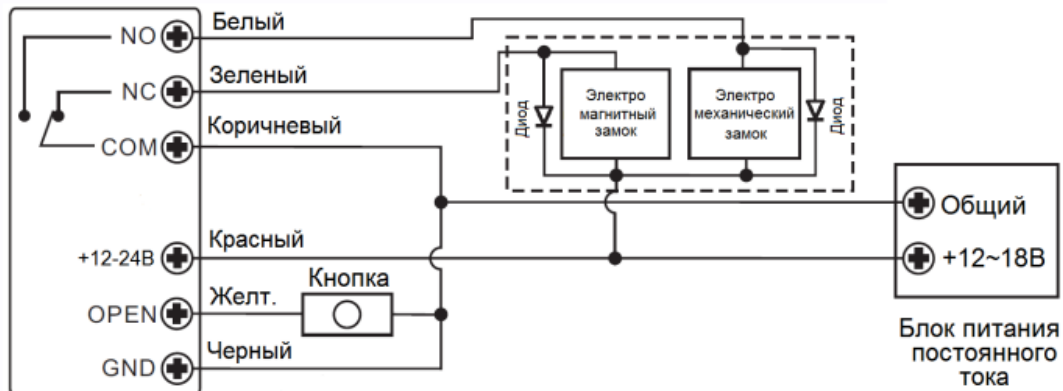 NO
Белый
NC
Зеленый
COM
Коричневый
Диод
Электро
магнитный
замок
Электро
механический
замок
Диод
Общий
+12-24В
Красный
+12~18В
OPEN
Желт.
Кнопка
GND
Черный
Блок питания
постоянного
тока